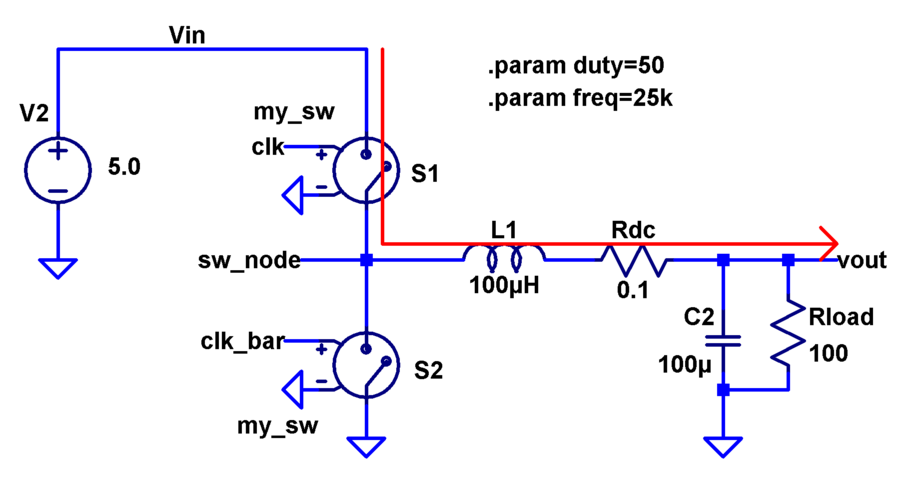 Vin
.param duty=50
.param freq=25k
V2
my_sw
clk
+
-
S1
+
-
5.0
L1
Rdc
sw_node
vout
100µH
0.1
C2
Rload
clk_bar
+
-
S2
100µ
100
my_sw